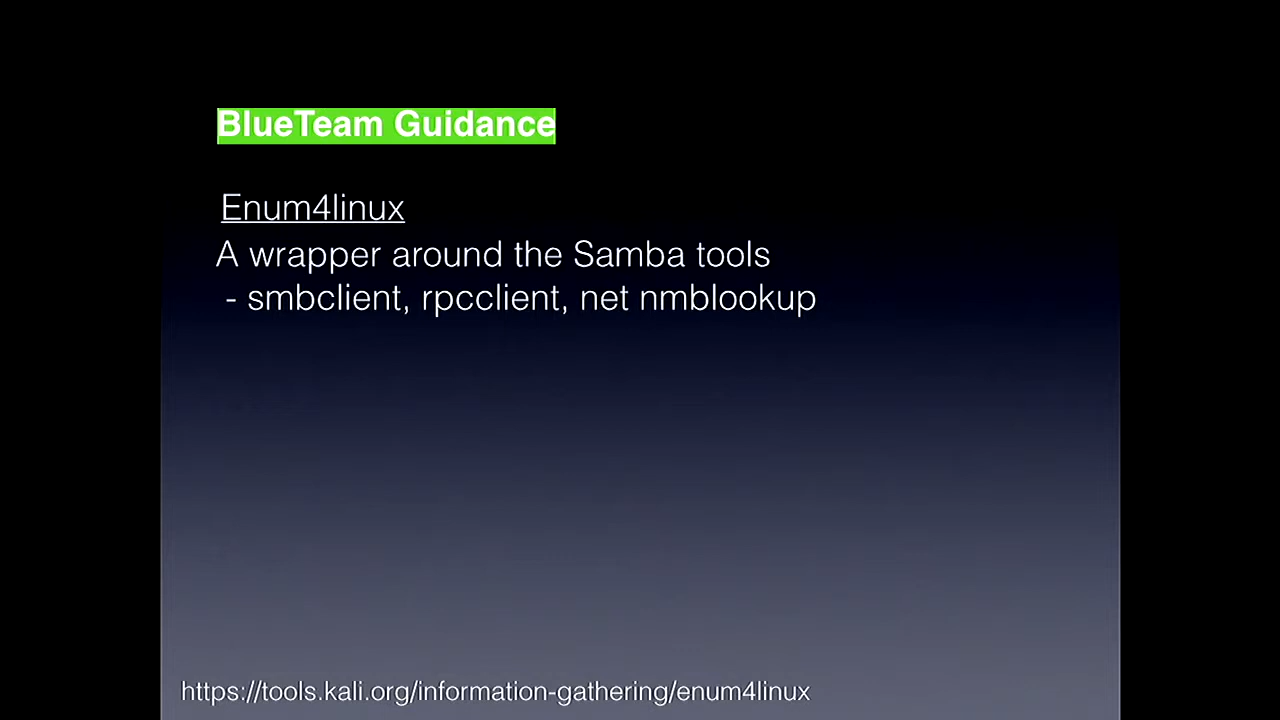 BlueTeam Guidance
Enum4linux
A wrapper around the Samba tools
- smbclient, rpcclient, net nmblookup
https://tools.kali.org/information-gathering/enum4linux